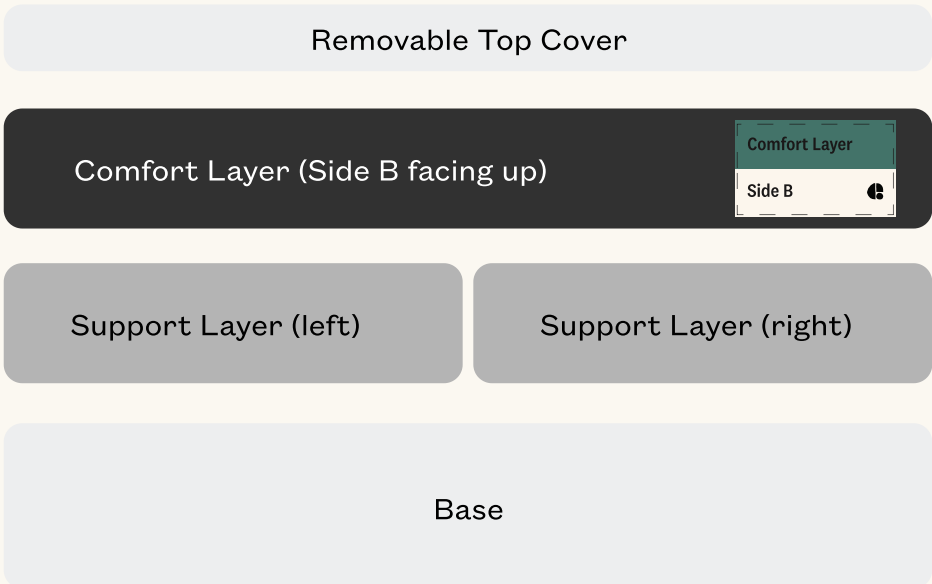 Removable Top Cover
Comfort Layer (Side B facing up)
Comfort Layer
Side B
Support Layer (left)
Support Layer (right)
Base